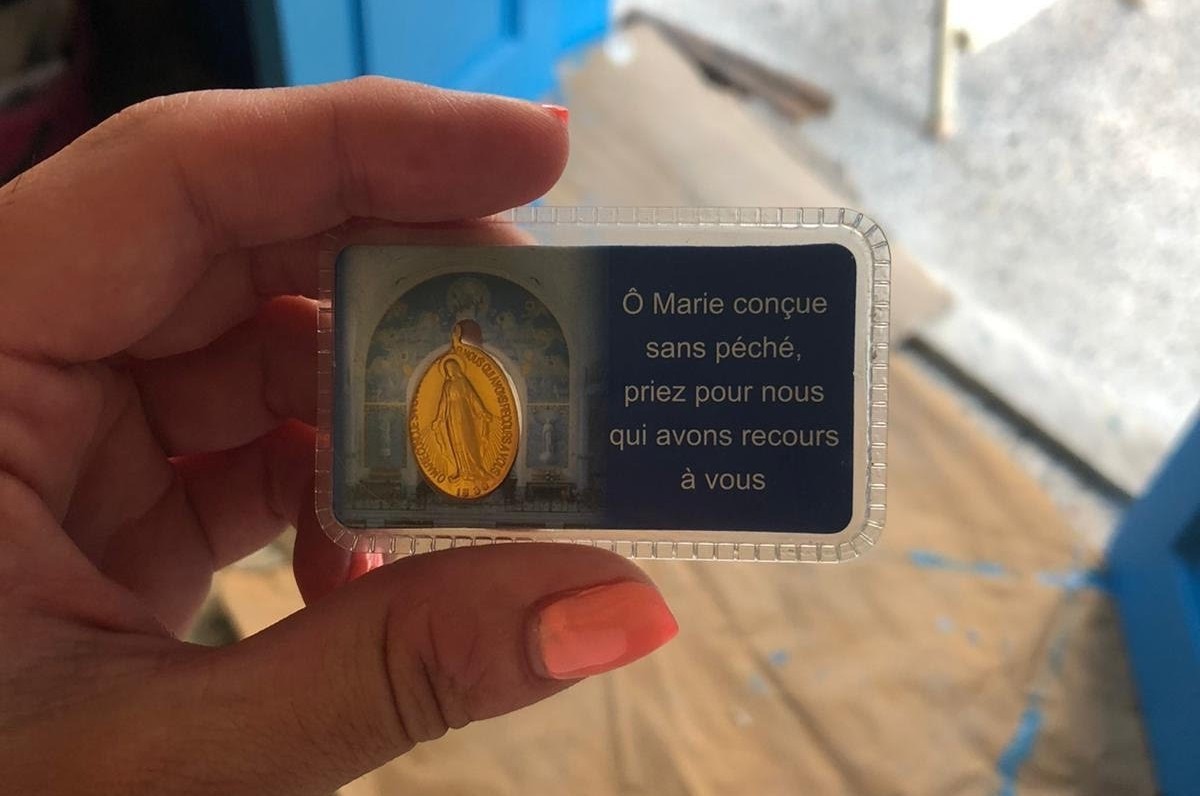 Ô Marie conçue
sans péché,
priez pour nous
qui avons recours
à vous